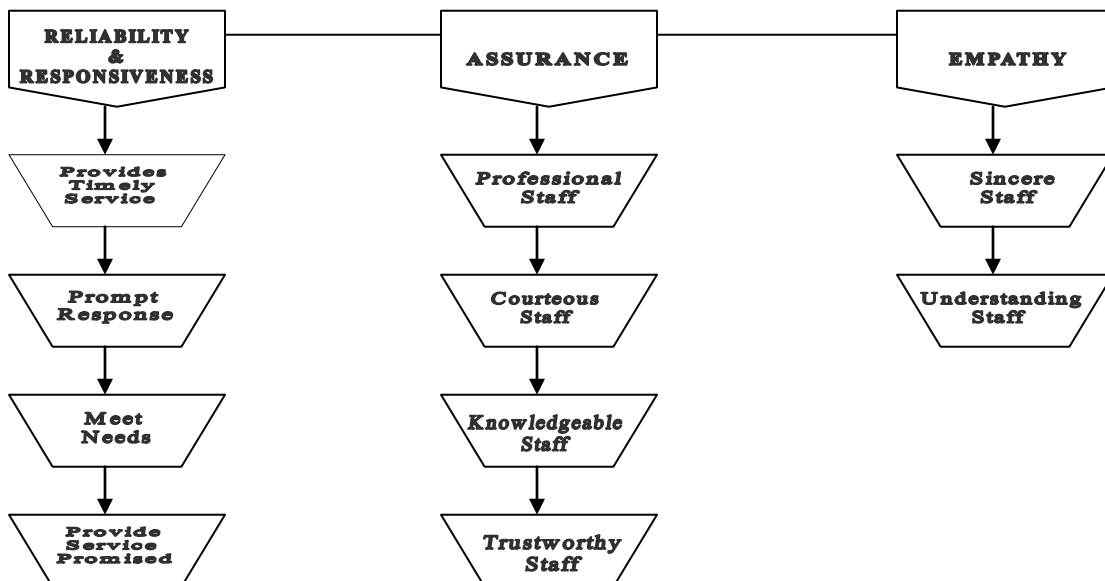 RELIABILITY
&
RESPONSIVENESS
ASSURANCE
EMPATHY
Provides
Timely
Service
Prompt
Response
Meet
Needs
Provide
Service
Promised
Professional
Staff
Courteous
Staff
Knowledgeable
Staff
Trustworthy
Staff
Sincere
Staff
Understanding
Staff